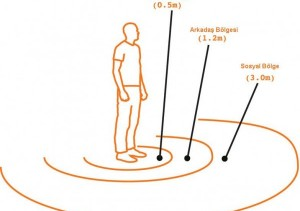 (0.5m)
Arkadaş Bölgesi
(1.2m)
Sosyal Bölge
(3.0m)